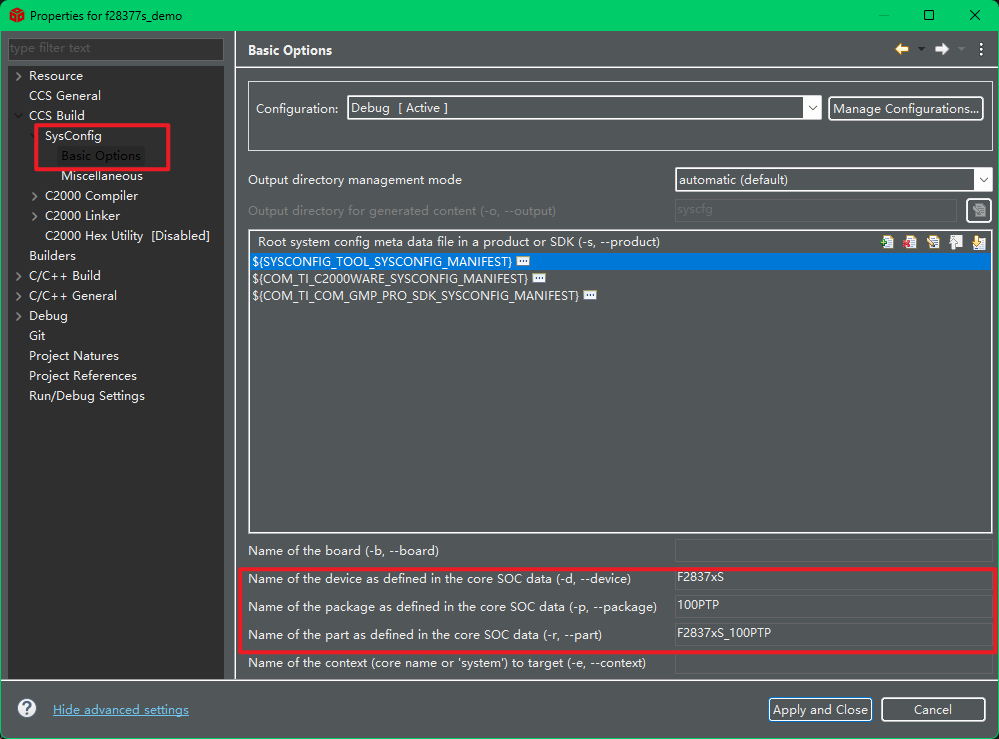 Properties for f28377s_demo
type filter text
Resource
CCS General
CCS Build
SysConfig
Basic Options
Miscellaneous
C2000 Compiler
C2000 Linker
C2000 Hex Utility [Disabled]
Builders
C/C++ Build
C/C++ General
Debug
Git
Project Natures
Project References
Run/Debug Settings
Basic Options
Configuration: Debug [ Active ] Manage Configurations...
Output directory management mode automatic (default)
Output directory for generated content (-o, --output) syscfg
Root system config meta data file in a product or SDK (-s, --product)
${SYSCONFIG_TOOL_SYSCONFIG_MANIFEST}
${COM_TI_C2000WARE_SYSCONFIG_MANIFEST}
${COM_TI_COM_GMP_PRO_SDK_SYSCONFIG_MANIFEST}
Name of the board (-b, --board)
Name of the device as defined in the core SOC data (-d, --device) F2837xS
Name of the package as defined in the core SOC data (-p, --package) 100PTP
Name of the part as defined in the core SOC data (-r, --part) F2837xS_100PTP
Name of the context (core name or 'system') to target (-e, --context)
Hide advanced settings Apply and Close Cancel